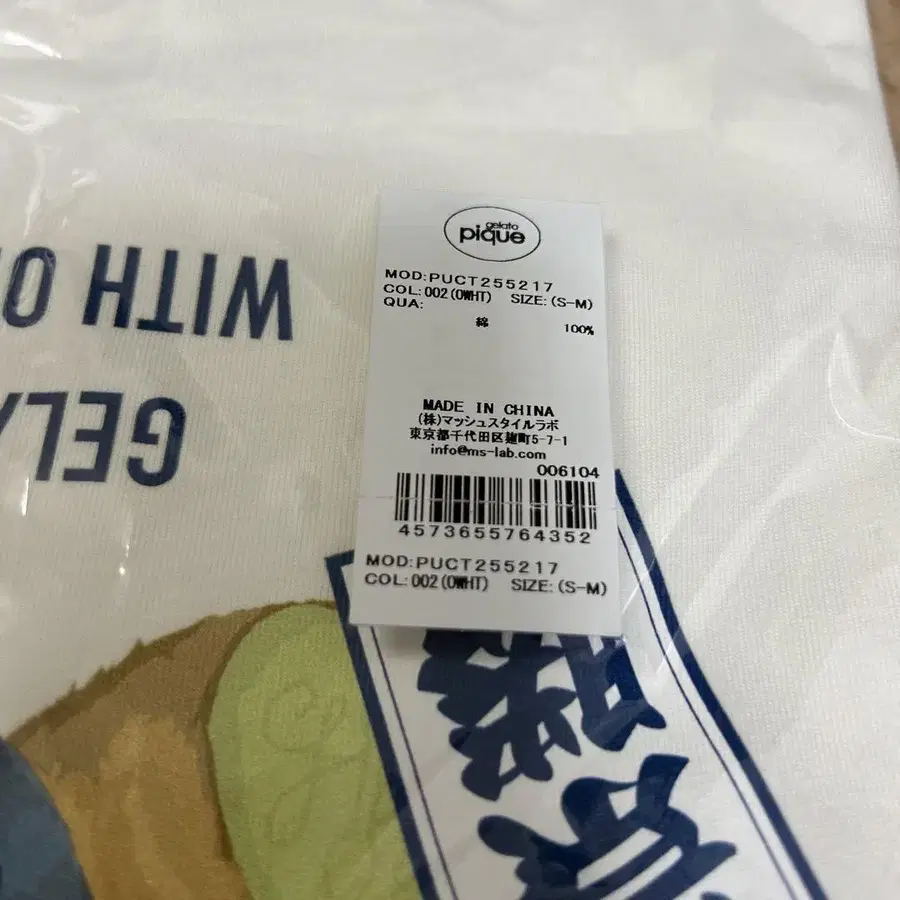 gelato
pique
MOD:PUCT255217
COL:002(OWHT) SIZE:(S-M)
QUA:
綿 100%
MADE IN CHINA
(株)マッシュスタイルラボ
東京都千代田区麹町5-7-1
info@ms-lab.com
006104
4573655764352
MOD:PUCT255217
COL:002(OWHT) SIZE:(S-M)
WITH